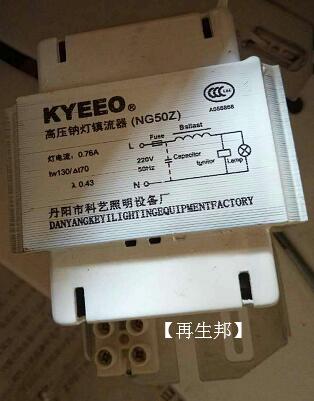 KYEEO
高压钠灯镇流器 (NG50Z)
A056868
灯电流: 0.76A
tw130/Δt70
λ 0.43
L
Fuse
Ballast
220V
50Hz
Capacitor
Ignitor
Lamp
N
丹阳市科艺照明设备厂
DANYANGKEYILIGHTINGEQUIPMENTFACTORY
【再生邦】